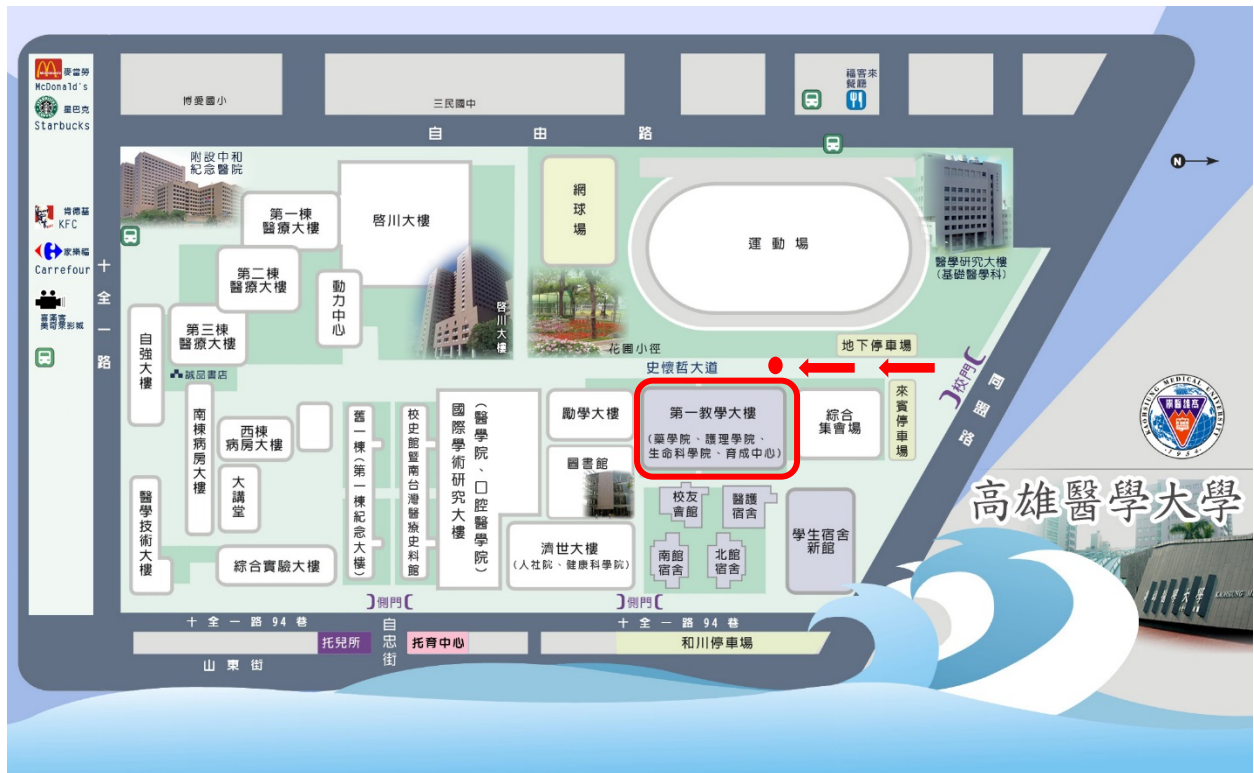 麥當勞
McDonald's
星巴克
Starbucks
肯德基
KFC
家樂福
Carrefour
喜滿客
美奇萊影城
十全一路
博愛國小
三民國中
福客來
餐廳
自由路
N
附設中和
紀念醫院
第一棟
醫療大樓
啓川大樓
網球場
運動場
醫學研究大樓
(基礎醫學科)
第二棟
醫療大樓
動力中心
啓川大樓
自強大樓
第三棟
醫療大樓
誠品書店
花圃小徑
地下停車場
史懷哲大道
校門
同盟路
來賓停車場
南棟病房大樓
西棟
病房大樓
大講堂
舊一棟(第一棟紀念大樓)
校史館暨南台灣醫療史料館
國際學術研究大樓
(醫學院、口腔醫學院)
勵學大樓
圖書館
第一教學大樓
(藥學院、護理學院、
生命科學院、育成中心)
綜合
集會場
校友
會館
醫護
宿舍
南館
宿舍
北館
宿舍
學生宿舍
新館
醫學技術大樓
綜合實驗大樓
濟世大樓
(人社院、健康科學院)
側門
側門
十全一路94巷
十全一路94巷
托兒所
自忠街
托育中心
和川停車場
山東街
KAOHSIUNG MEDICAL UNIVERSITY
1954
高雄醫學大學